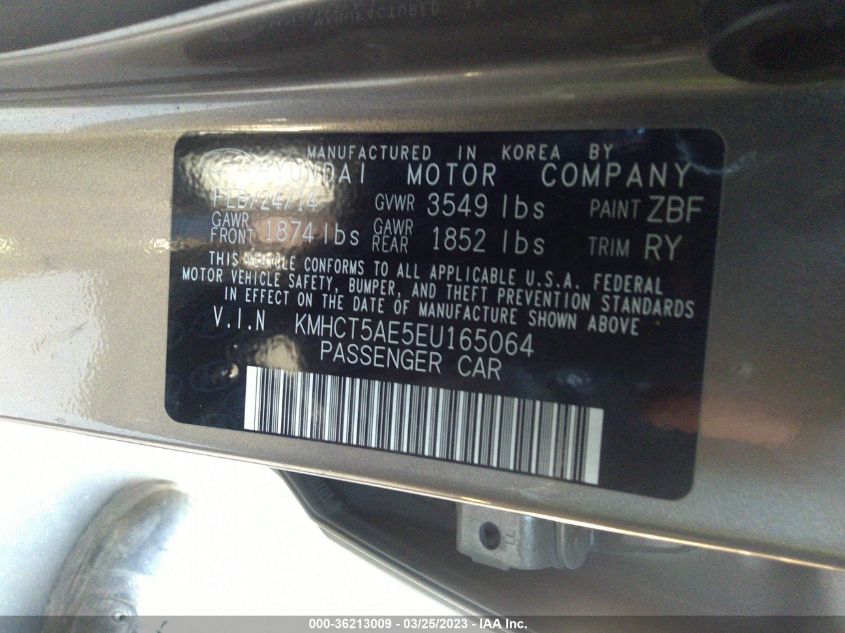 MANUFACTURED IN KOREA BY
HYUNDAI MOTOR COMPANY
FEB/24/14 GVWR 3549 lbs PAINT ZBF
GAWR FRONT 1874 lbs GAWR REAR 1852 lbs TRIM RY
THIS VEHICLE CONFORMS TO ALL APPLICABLE U.S.A. FEDERAL
MOTOR VEHICLE SAFETY, BUMPER, AND THEFT PREVENTION STANDARDS
IN EFFECT ON THE DATE OF MANUFACTURE SHOWN ABOVE
V.I.N KMHCT5AE5EU165064
PASSENGER CAR
000-36213009 - 03/25/2023 - IAA Inc.